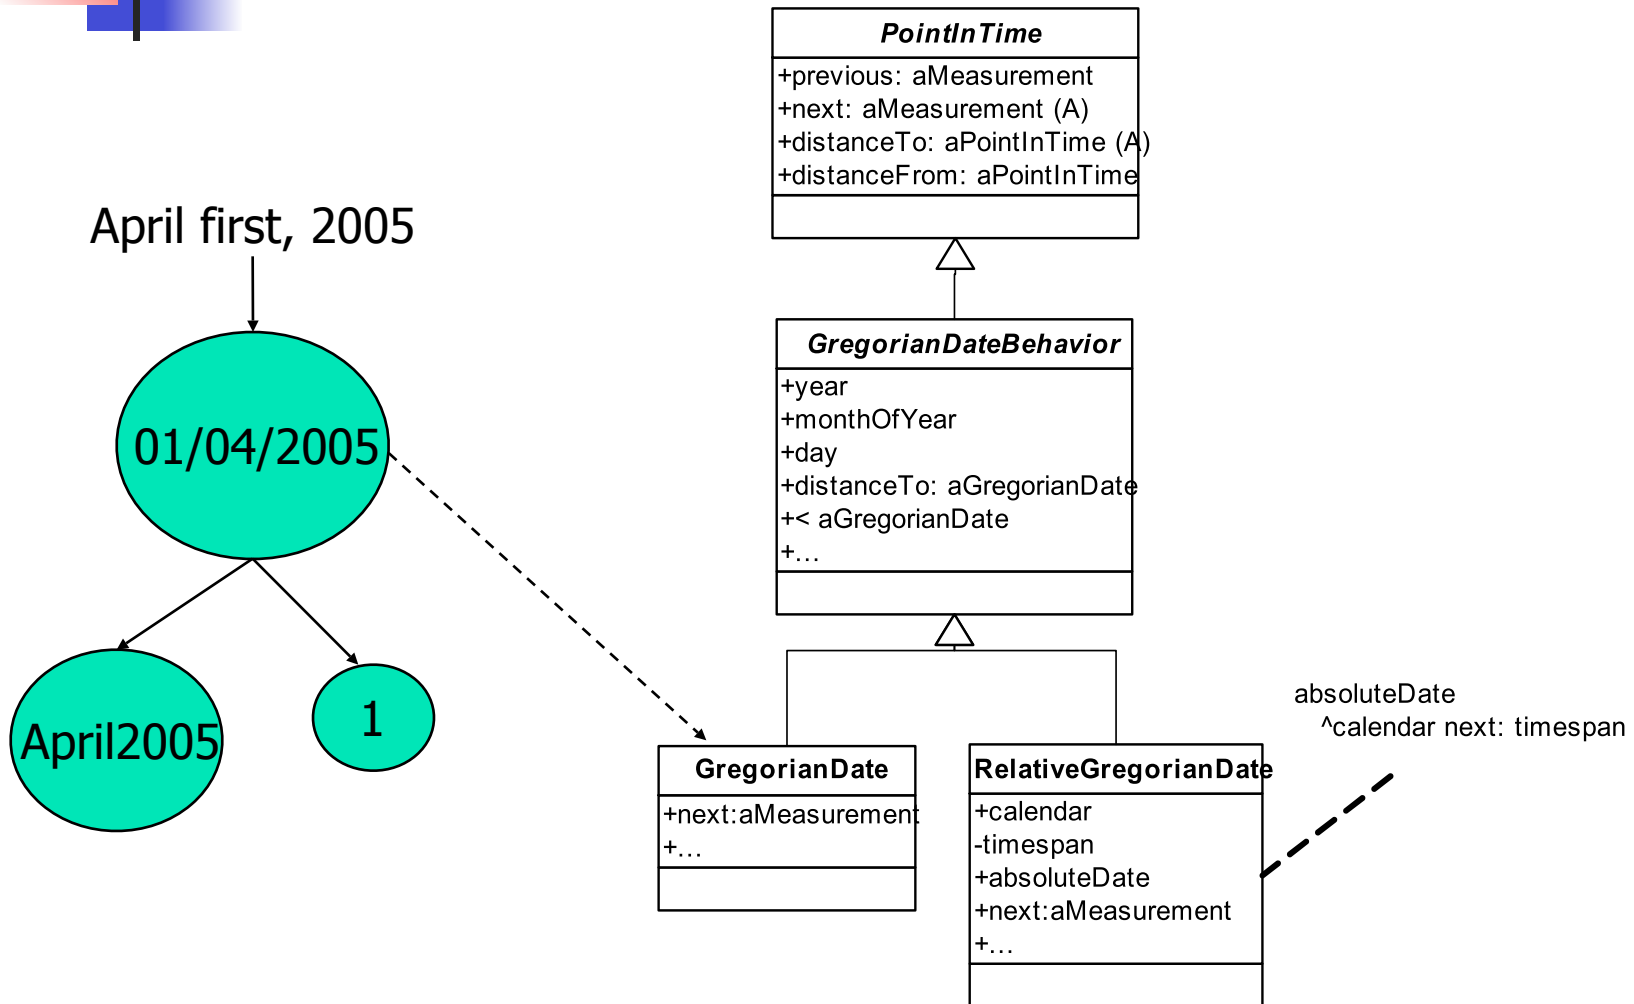 PointInTime
+previous: aMeasurement
+next: aMeasurement (A)
+distanceTo: aPointInTime (A)
+distanceFrom: aPointInTime
April first, 2005
01/04/2005
April2005
1
GregorianDateBehavior
+year
+monthOfYear
+day
+distanceTo: aGregorianDate
+< aGregorianDate
+...
GregorianDate
+next:aMeasurement
+...
RelativeGregorianDate
+calendar
-timespan
+absoluteDate
+next:aMeasurement
+...
absoluteDate
^calendar next: timespan